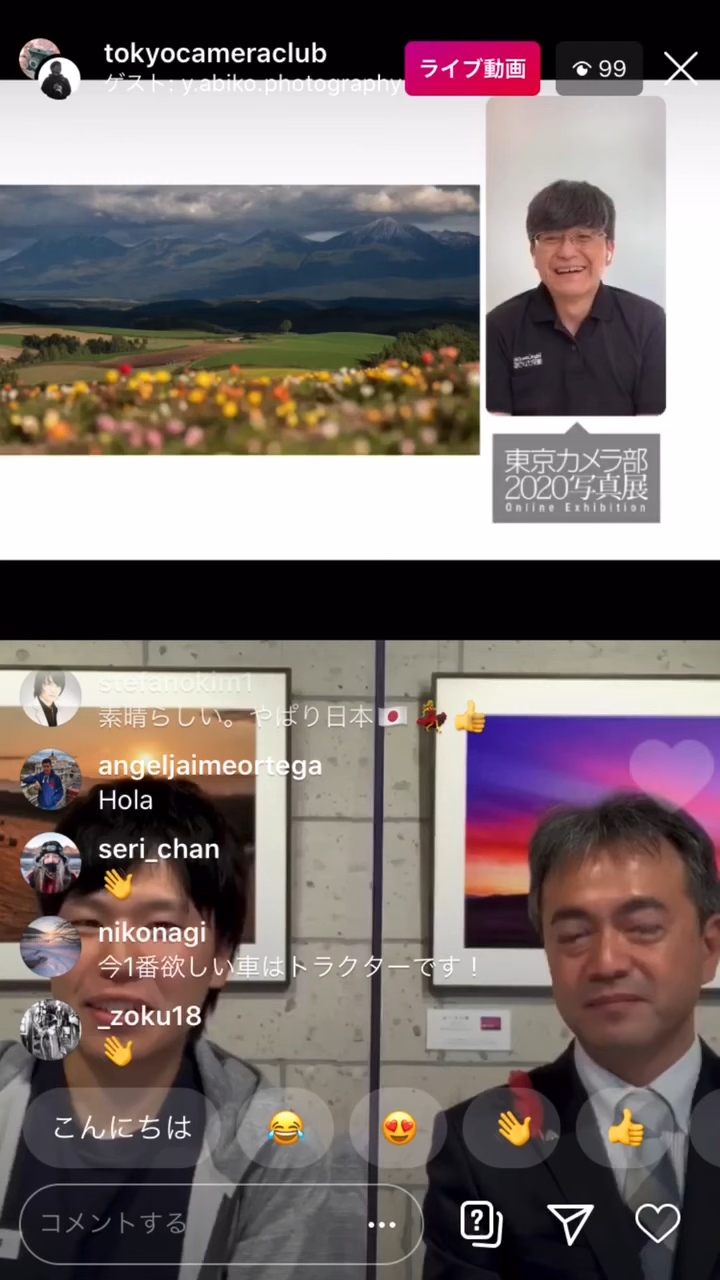 tokyocameraclub
ゲスト: y.abiko.photography
ライブ動画
99
東京カメラ部
2020写真展
Online Exhibition
stefanokim1
素晴らしい。やぱり日本🇯🇵💃👍
angeljaimeortega
Hola
seri_chan
👋
nikonagi
今1番欲しい車はトラクターです！
_zoku18
👋
こんにちは 😂 😍 👋 👍
コメントする